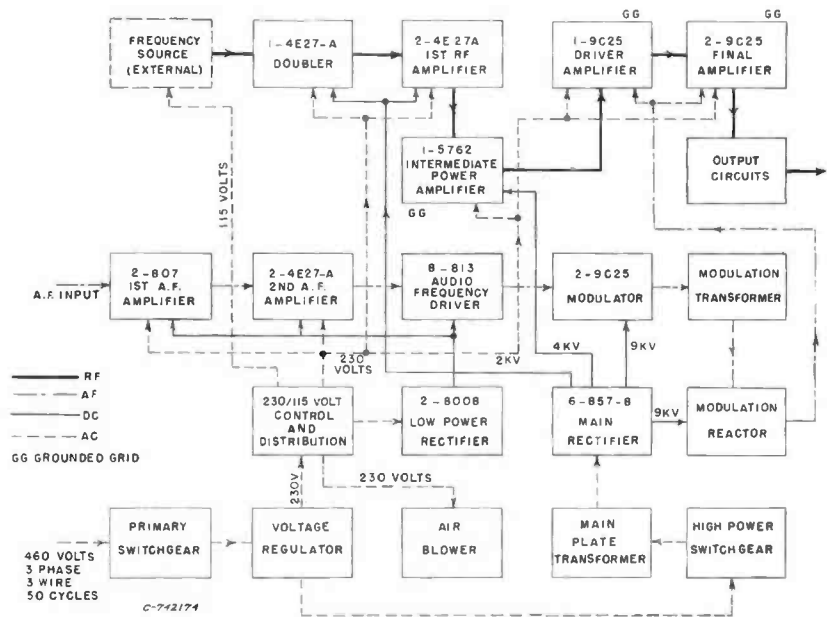 GG
GG
FREQUENCY
SOURCE
(EXTERNAL)
1-4E27-A
DOUBLER
2-4E27A
1ST RF
AMPLIFIER
1-9C25
DRIVER
AMPLIFIER
2-9C25
FINAL
AMPLIFIER
1-5762
INTERMEDIATE
POWER
AMPLIFIER
GG
OUTPUT
CIRCUITS
115 VOLTS
A.F. INPUT
2-807
1ST A.F.
AMPLIFIER
2-4E27-A
2ND A.F.
AMPLIFIER
8-813
AUDIO
FREQUENCY
DRIVER
2-9C25
MODULATOR
MODULATION
TRANSFORMER
230
VOLTS
2KV
4KV
9KV
RF
AF
DC
AC
GG GROUNDED GRID
230/115 VOLT
CONTROL
AND
DISTRIBUTION
2-8008
LOW POWER
RECTIFIER
6-857-B
MAIN
RECTIFIER
9KV
MODULATION
REACTOR
230V
230 VOLTS
460 VOLTS
3 PHASE
3 WIRE
50 CYCLES
PRIMARY
SWITCHGEAR
VOLTAGE
REGULATOR
AIR
BLOWER
MAIN
PLATE
TRANSFORMER
HIGH POWER
SWITCHGEAR
C-742174